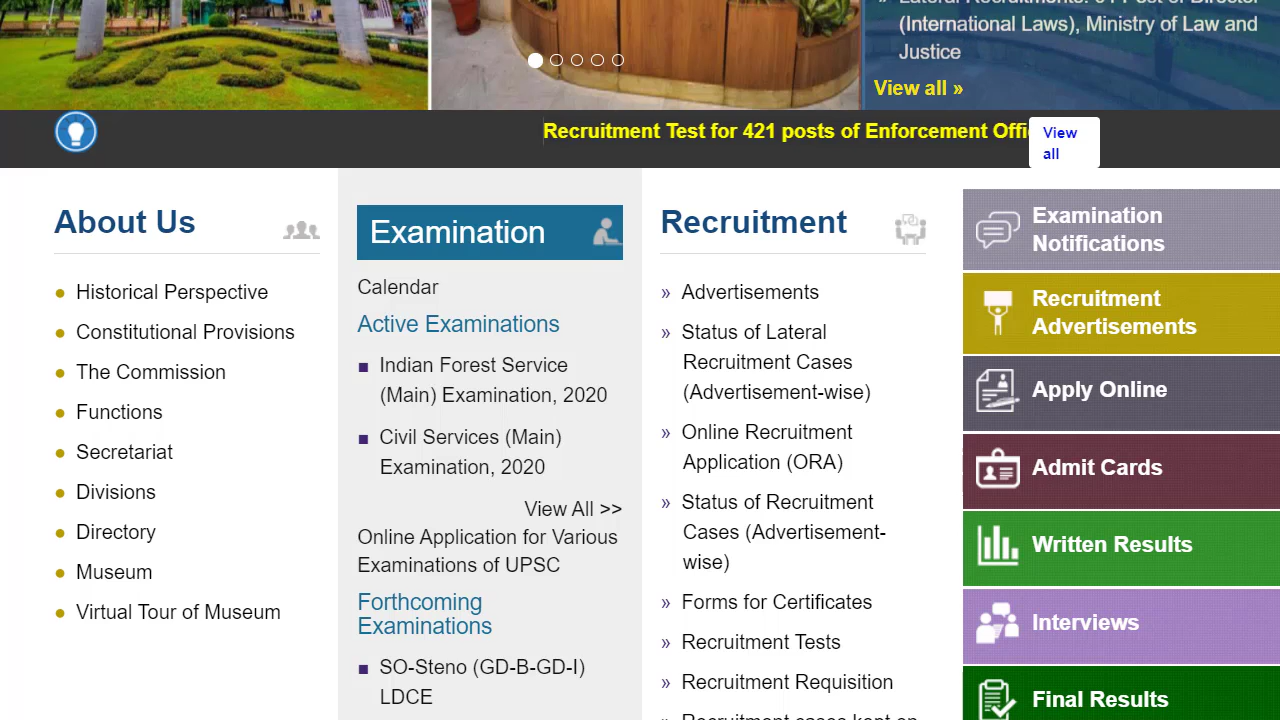 (International Laws), Ministry of Law and
Justice
View all »
Recruitment Test for 421 posts of Enforcement
View
all
About Us
Historical Perspective
Constitutional Provisions
The Commission
Functions
Secretariat
Divisions
Directory
Museum
Virtual Tour of Museum
Examination
Calendar
Active Examinations
Indian Forest Service
(Main) Examination, 2020
Civil Services (Main)
Examination, 2020
View All >>
Online Application for Various
Examinations of UPSC
Forthcoming
Examinations
SO-Steno (GD-B-GD-I)
LDCE
Recruitment
» Advertisements
» Status of Lateral
Recruitment Cases
(Advertisement-wise)
» Online Recruitment
Application (ORA)
» Status of Recruitment
Cases (Advertisement-
wise)
» Forms for Certificates
» Recruitment Tests
» Recruitment Requisition
Examination
Notifications
Recruitment
Advertisements
Apply Online
Admit Cards
Written Results
Interviews
Final Results